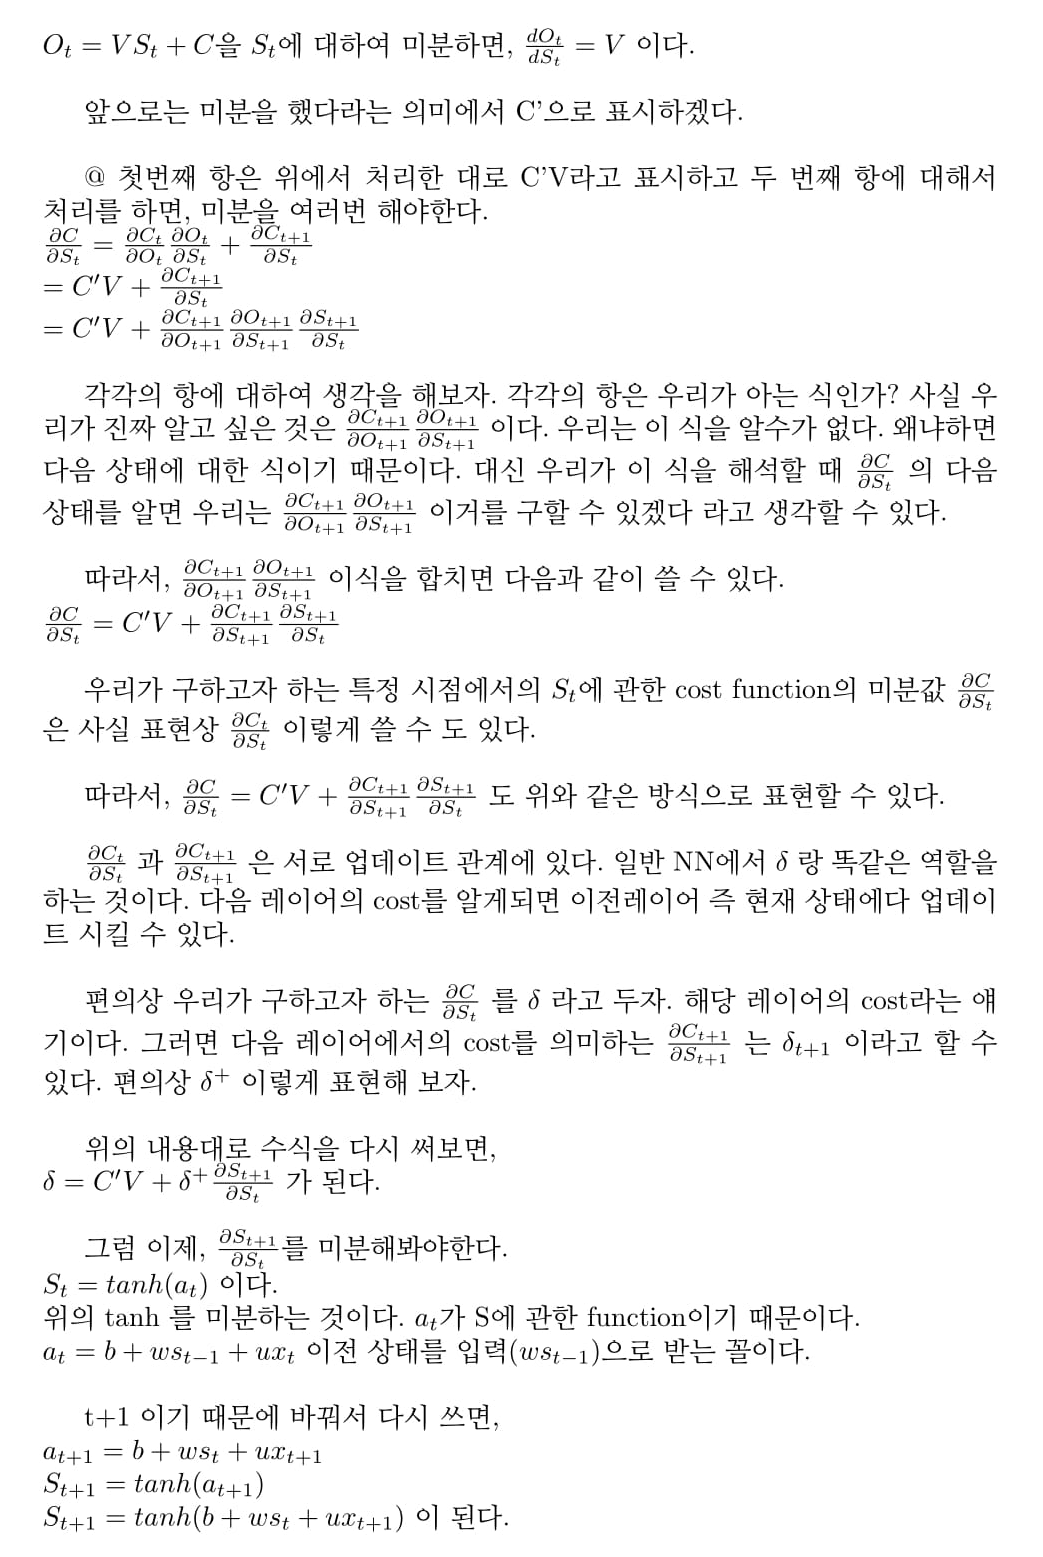 $O_t = VS_t + C$을 $S_t$에 대하여 미분하면, $\frac{dO_t}{dS_t} = V$ 이다.
앞으로는 미분을 했다라는 의미에서 C’으로 표시하겠다.
@ 첫번째 항은 위에서 처리한 대로 C’V라고 표시하고 두 번째 항에 대해서
처리를 하면, 미분을 여러번 해야한다.
$\frac{\partial C}{\partial S_t} = \frac{\partial C_t}{\partial O_t}\frac{\partial O_t}{\partial S_t} + \frac{\partial C_{t+1}}{\partial S_t}$
$= C'V + \frac{\partial C_{t+1}}{\partial S_t}$
$= C'V + \frac{\partial C_{t+1}}{\partial O_{t+1}}\frac{\partial O_{t+1}}{\partial S_{t+1}}\frac{\partial S_{t+1}}{\partial S_t}$
각각의 항에 대하여 생각을 해보자. 각각의 항은 우리가 아는 식인가? 사실 우
리가 진짜 알고 싶은 것은 $\frac{\partial C_{t+1}}{\partial O_{t+1}}\frac{\partial O_{t+1}}{\partial S_{t+1}}$ 이다. 우리는 이 식을 알수가 없다. 왜냐하면
다음 상태에 대한 식이기 때문이다. 대신 우리가 이 식을 해석할 때 $\frac{\partial C}{\partial S_t}$ 의 다음
상태를 알면 우리는 $\frac{\partial C_{t+1}}{\partial O_{t+1}}\frac{\partial O_{t+1}}{\partial S_{t+1}}$ 이거를 구할 수 있겠다 라고 생각할 수 있다.
따라서, $\frac{\partial C_{t+1}}{\partial O_{t+1}}\frac{\partial O_{t+1}}{\partial S_{t+1}}$ 이식을 합치면 다음과 같이 쓸 수 있다.
$\frac{\partial C}{\partial S_t} = C'V + \frac{\partial C_{t+1}}{\partial S_{t+1}}\frac{\partial S_{t+1}}{\partial S_t}$
우리가 구하고자 하는 특정 시점에서의 $S_t$에 관한 cost function의 미분값 $\frac{\partial C}{\partial S_t}$
은 사실 표현상 $\frac{\partial C_t}{\partial S_t}$ 이렇게 쓸 수 도 있다.
따라서, $\frac{\partial C}{\partial S_t} = C'V + \frac{\partial C_{t+1}}{\partial S_{t+1}}\frac{\partial S_{t+1}}{\partial S_t}$ 도 위와 같은 방식으로 표현할 수 있다.
$\frac{\partial C_t}{\partial S_t}$ 과 $\frac{\partial C_{t+1}}{\partial S_{t+1}}$ 은 서로 업데이트 관계에 있다. 일반 NN에서 $\delta$ 랑 똑같은 역할을
하는 것이다. 다음 레이어의 cost를 알게되면 이전레이어 즉 현재 상태에다 업데이
트 시킬 수 있다.
편의상 우리가 구하고자 하는 $\frac{\partial C}{\partial S_t}$ 를 $\delta$ 라고 두자. 해당 레이어의 cost라는 얘
기이다. 그러면 다음 레이어에서의 cost를 의미하는 $\frac{\partial C_{t+1}}{\partial S_{t+1}}$ 는 $\delta_{t+1}$ 이라고 할 수
있다. 편의상 $\delta^+$ 이렇게 표현해 보자.
위의 내용대로 수식을 다시 써보면,
$\delta = C'V + \delta^+\frac{\partial S_{t+1}}{\partial S_t}$ 가 된다.
그럼 이제, $\frac{\partial S_{t+1}}{\partial S_t}$를 미분해봐야한다.
$S_t = tanh(a_t)$ 이다.
위의 tanh 를 미분하는 것이다. $a_t$가 S에 관한 function이기 때문이다.
$a_t = b + ws_{t-1} + ux_t$ 이전 상태를 입력($ws_{t-1}$)으로 받는 꼴이다.
t+1 이기 때문에 바꿔서 다시 쓰면,
$a_{t+1} = b + ws_t + ux_{t+1}$
$S_{t+1} = tanh(a_{t+1})$
$S_{t+1} = tanh(b + ws_t + ux_{t+1})$ 이 된다.